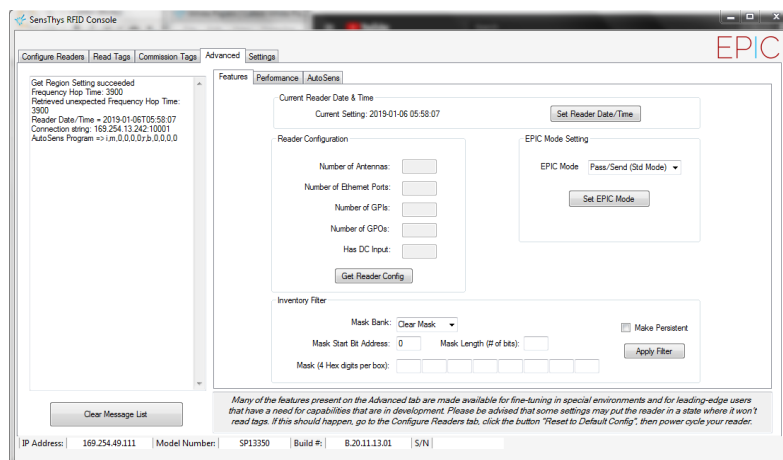 SensThys RFID Console
EPIC
Configure Readers Read Tags Commission Tags Advanced Settings
Get Region Setting succeeded
Frequency Hop Time: 3900
Retrieved unexpected Frequency Hop Time:
3900
Reader Date/Time = 2019-01-06T05:58:07
Connection string: 169.254.13.242:10001
AutoSens Program => i,m,0,0,0,0;r,b,0,0,0,0
Clear Message List
Features Performance AutoSens
Current Reader Date & Time
Current Setting: 2019-01-06 05:58:07
Set Reader Date/Time
Reader Configuration
Number of Antennas:
Number of Ethernet Ports:
Number of GPIs:
Number of GPOs:
Has DC Input:
Get Reader Config
EPIC Mode Setting
EPIC Mode Pass/Send (Std Mode)
Set EPIC Mode
Inventory Filter
Mask Bank: Clear Mask
Mask Start Bit Address: 0 Mask Length (# of bits):
Mask (4 Hex digits per box):
Make Persistent
Apply Filter
Many of the features present on the Advanced tab are made available for fine-tuning in special environments and for leading-edge users
that have a need for capabilities that are in development. Please be advised that some settings may put the reader in a state where it won't
read tags. If this should happen, go to the Configure Readers tab, click the button "Reset to Default Config", then power cycle your reader.
IP Address: 169.254.49.111 Model Number: SP13350 Build #: B.20.11.13.01 S/N